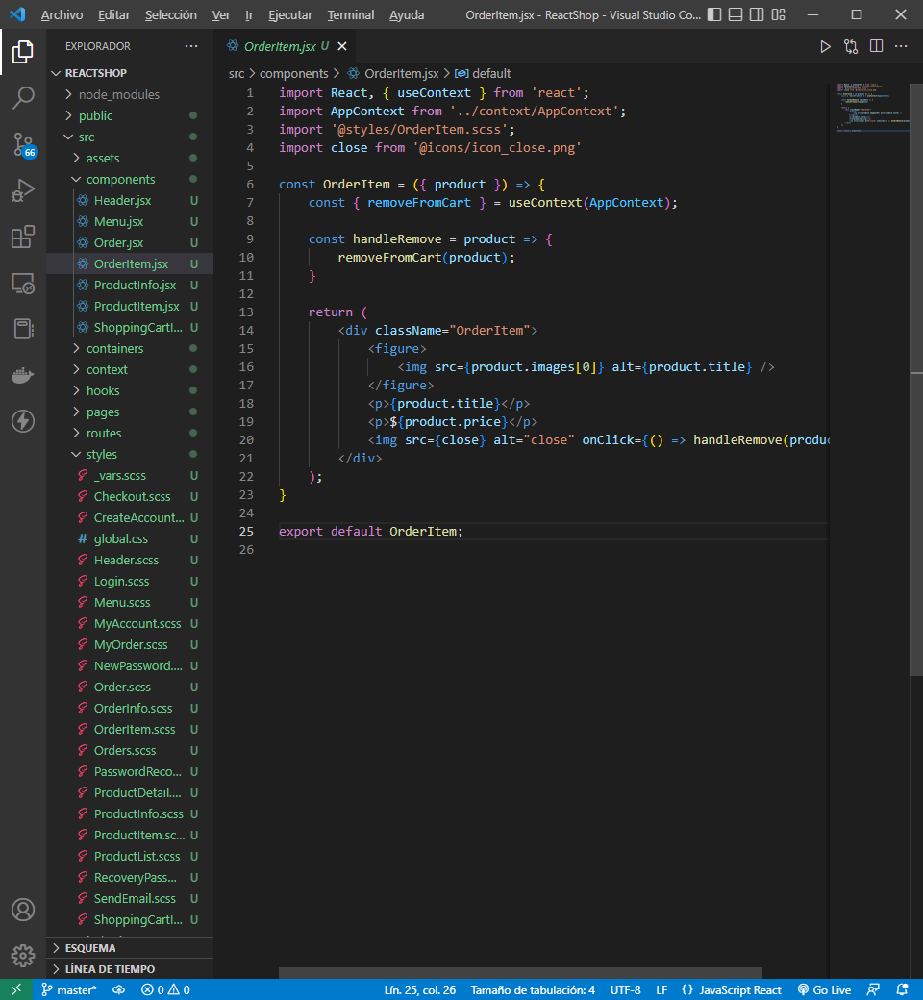 Archivo Editar Selección Ver Ir Ejecutar Terminal Ayuda OrderItem.jsx - ReactShop - Visual Studio Co...
EXPLORADOR
REACTSHOP
node_modules
public
src
assets
components
Header.jsx U
Menu.jsx U
Order.jsx U
OrderItem.jsx U
ProductInfo.jsx U
ProductItem.jsx U
ShoppingCartI... U
containers
context
hooks
pages
routes
styles
_vars.scss U
Checkout.scss U
CreateAccount... U
# global.css U
Header.scss U
Login.scss U
Menu.scss U
MyAccount.scss U
MyOrder.scss U
NewPassword.... U
Order.scss U
OrderInfo.scss U
OrderItem.scss U
Orders.scss U
PasswordReco... U
ProductDetail.... U
ProductInfo.scss U
ProductItem.sc... U
ProductList.scss U
RecoveryPass... U
SendEmail.scss U
ShoppingCartI... U
ESQUEMA
LÍNEA DE TIEMPO
66
OrderItem.jsx U
src > components > OrderItem.jsx > default
1 import React, { useContext } from 'react';
2 import AppContext from '../context/AppContext';
3 import '@styles/OrderItem.scss';
4 import close from '@icons/icon_close.png'
5
6 const OrderItem = ({ product }) => {
7 const { removeFromCart } = useContext(AppContext);
8
9 const handleRemove = product => {
10 removeFromCart(product);
11 }
12
13 return (
14 <div className="OrderItem">
15 <figure>
16 <img src={product.images[0]} alt={product.title} />
17 </figure>
18 <p>{product.title}</p>
19 <p>${product.price}</p>
20 <img src={close} alt="close" onClick={() => handleRemove(produc
21 </div>
22 );
23 }
24
25 export default OrderItem;
26
master* 0 0 Lín. 25, col. 26 Tamaño de tabulación: 4 UTF-8 LF {} JavaScript React Go Live